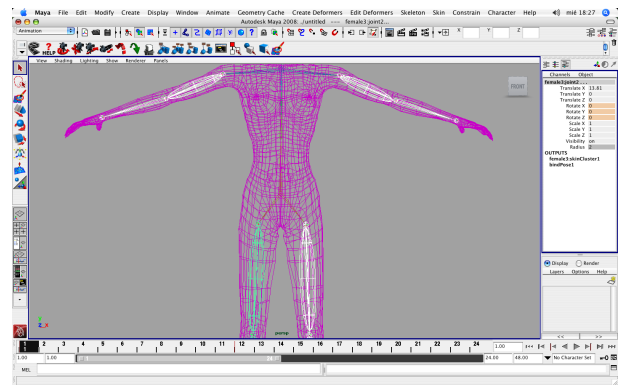 Maya File Edit Modify Create Display Window Animate Geometry Cache Create Deformers Edit Deformers Skeleton Skin Constrain Character Help mié 18:27
Autodesk Maya 2008: ./untitled --- female3:joint2...
Animation X Y Z
HELP
View Shading Lighting Show Renderer Panels
FRONT
Channels Object
female3:joint2...
Translate X 13.81
Translate Y 0
Translate Z 0
Rotate X 0
Rotate Y 0
Rotate Z 0
Scale X 1
Scale Y 1
Scale Z 1
Visibility on
Radius 2
OUTPUTS
female3:skinCluster1
bindPose1
Display Render
Layers Options Help
Z X
persp
<< >>
1 2 3 4 5 6 7 8 9 10 11 12 13 14 15 16 17 18 19 20 21 22 23 24 1.00
1.00 1.00 1 24 24.00 48.00 No Character Set
MEL